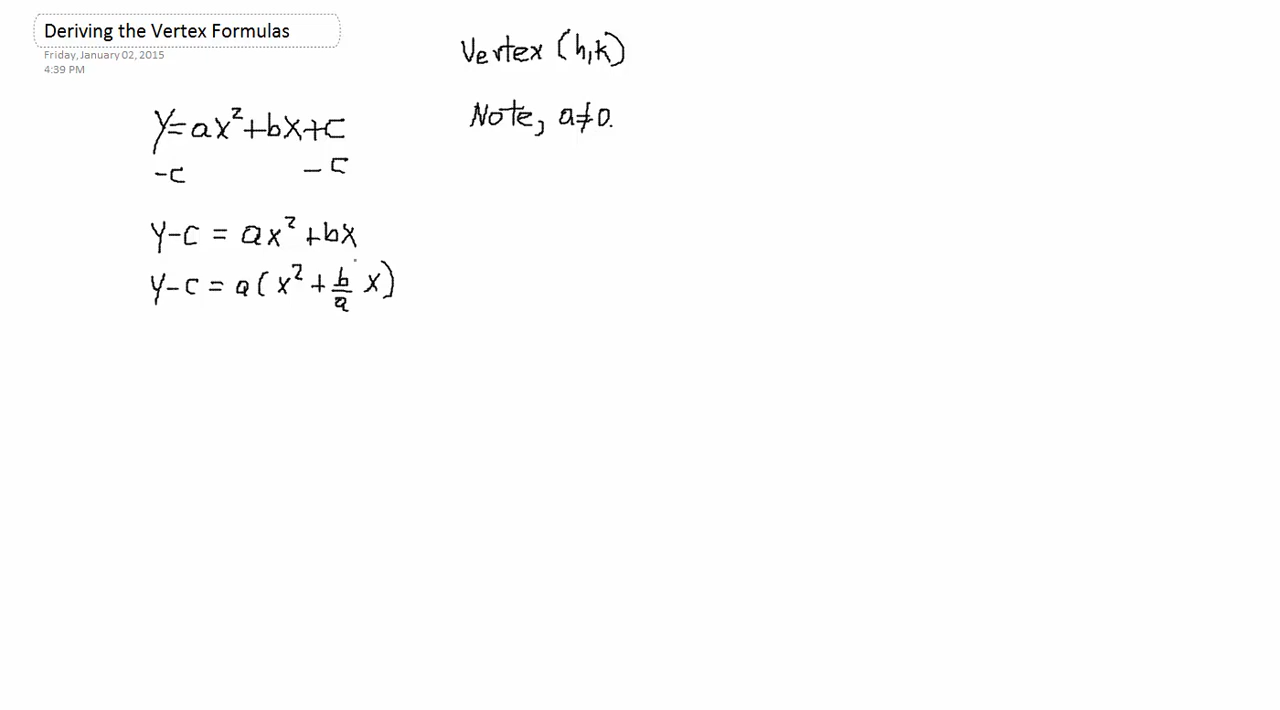 Deriving the Vertex Formulas
Friday, January 02, 2015
4:39 PM
Vertex (h,k)
Note, a≠0.
y=ax²+bx+c
-c -c
y-c = ax²+bx
y-c = a(x²+b/a x)